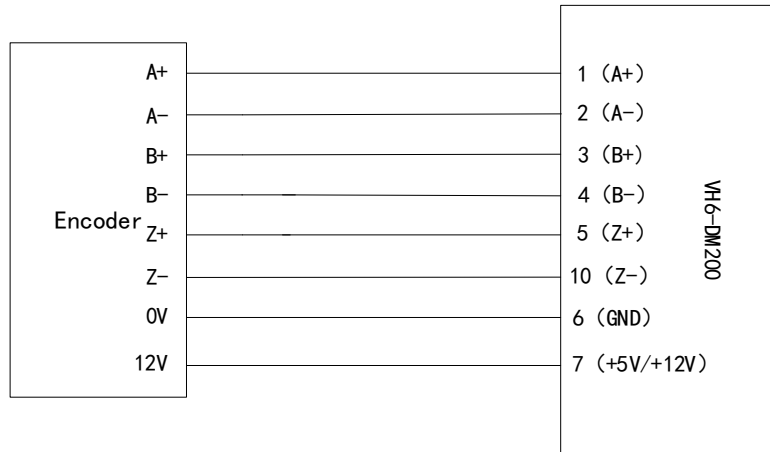 A+ 1 (A+)
A- 2 (A-)
B+ 3 (B+)
B- 4 (B-)
Encoder
Z+ 5 (Z+)
Z- 10 (Z-)
0V 6 (GND)
12V 7 (+5V/+12V)
VH6-DM200